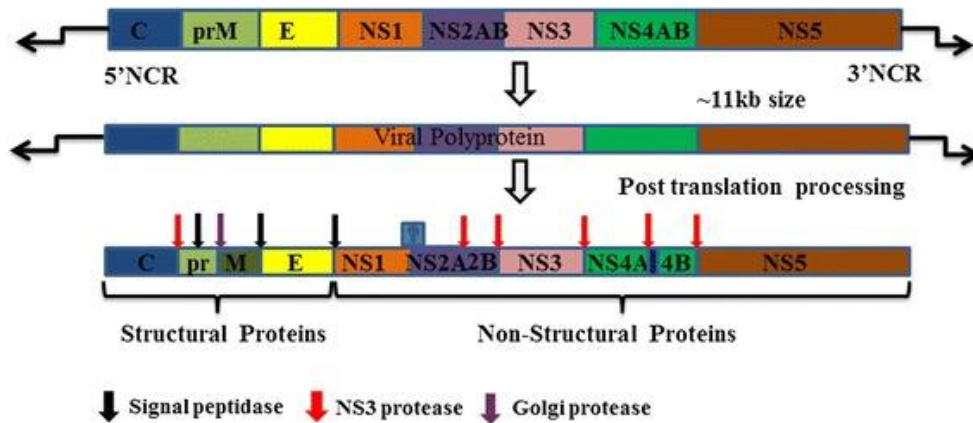 C prM E NS1 NS2AB NS3 NS4AB NS5
5'NCR 3'NCR
~11kb size
Viral Polyprotein
Post translation processing
C pr M E NS1 NS2A2B NS3 NS4A 4B NS5
Structural Proteins Non-Structural Proteins
Signal peptidase NS3 protease Golgi protease